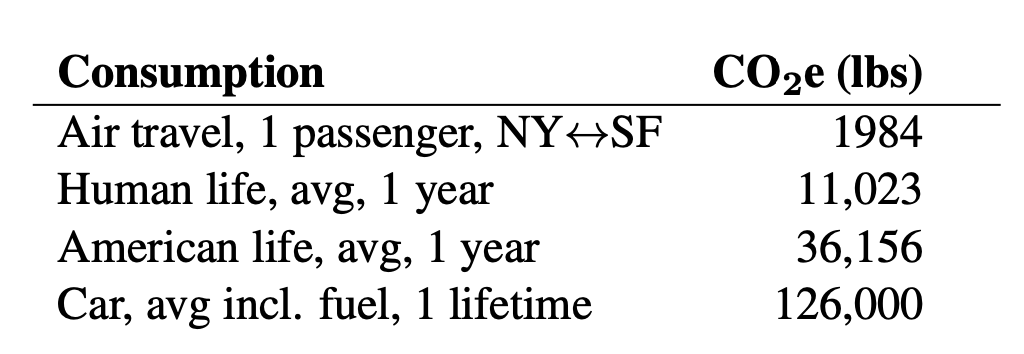 Consumption CO₂e (lbs)
Air travel, 1 passenger, NY↔SF 1984
Human life, avg, 1 year 11,023
American life, avg, 1 year 36,156
Car, avg incl. fuel, 1 lifetime 126,000